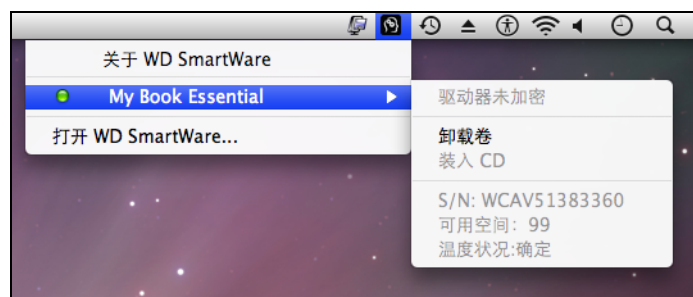 关于 WD SmartWare
My Book Essential
打开 WD SmartWare...
驱动器未加密
卸载卷
装入 CD
S/N: WCAV51383360
可用空间：99
温度状况:确定